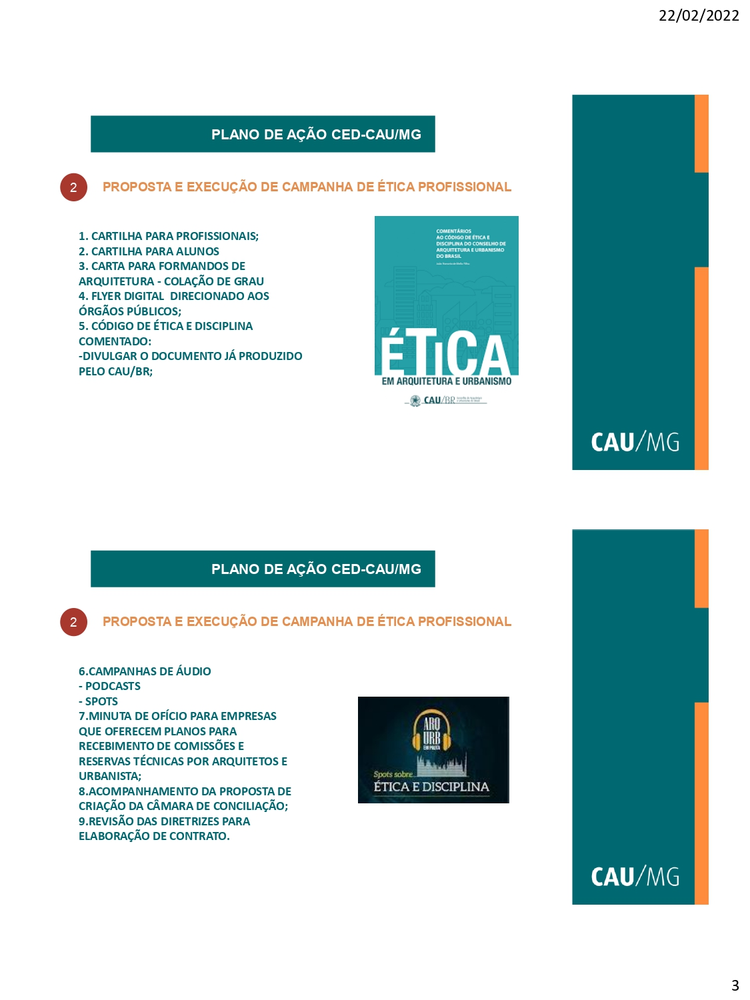 22/02/2022
PLANO DE AÇÃO CED-CAU/MG
2
PROPOSTA E EXECUÇÃO DE CAMPANHA DE ÉTICA PROFISSIONAL
1. CARTILHA PARA PROFISSIONAIS;
2. CARTILHA PARA ALUNOS
3. CARTA PARA FORMANDOS DE
ARQUITETURA - COLAÇÃO DE GRAU
4. FLYER DIGITAL  DIRECIONADO AOS
ÓRGÃOS PÚBLICOS;
5. CÓDIGO DE ÉTICA E DISCIPLINA
COMENTADO:
-DIVULGAR O DOCUMENTO JÁ PRODUZIDO
PELO CAU/BR;
COMENTÁRIOS
AO CÓDIGO DE ÉTICA E
DISCIPLINA DO CONSELHO DE
ARQUITETURA E URBANISMO
DO BRASIL
ÉTiCA
EM ARQUITETURA E URBANISMO
CAU/BR
CAU/MG
PLANO DE AÇÃO CED-CAU/MG
2
PROPOSTA E EXECUÇÃO DE CAMPANHA DE ÉTICA PROFISSIONAL
6.CAMPANHAS DE ÁUDIO
- PODCASTS
- SPOTS
7.MINUTA DE OFÍCIO PARA EMPRESAS
QUE OFERECEM PLANOS PARA
RECEBIMENTO DE COMISSÕES E
RESERVAS TÉCNICAS POR ARQUITETOS E
URBANISTA;
8.ACOMPANHAMENTO DA PROPOSTA DE
CRIAÇÃO DA CÂMARA DE CONCILIAÇÃO;
9.REVISÃO DAS DIRETRIZES PARA
ELABORAÇÃO DE CONTRATO.
ARQ
URB
EM PAUTA
Spots sobre
ÉTICA E DISCIPLINA
CAU/MG
3